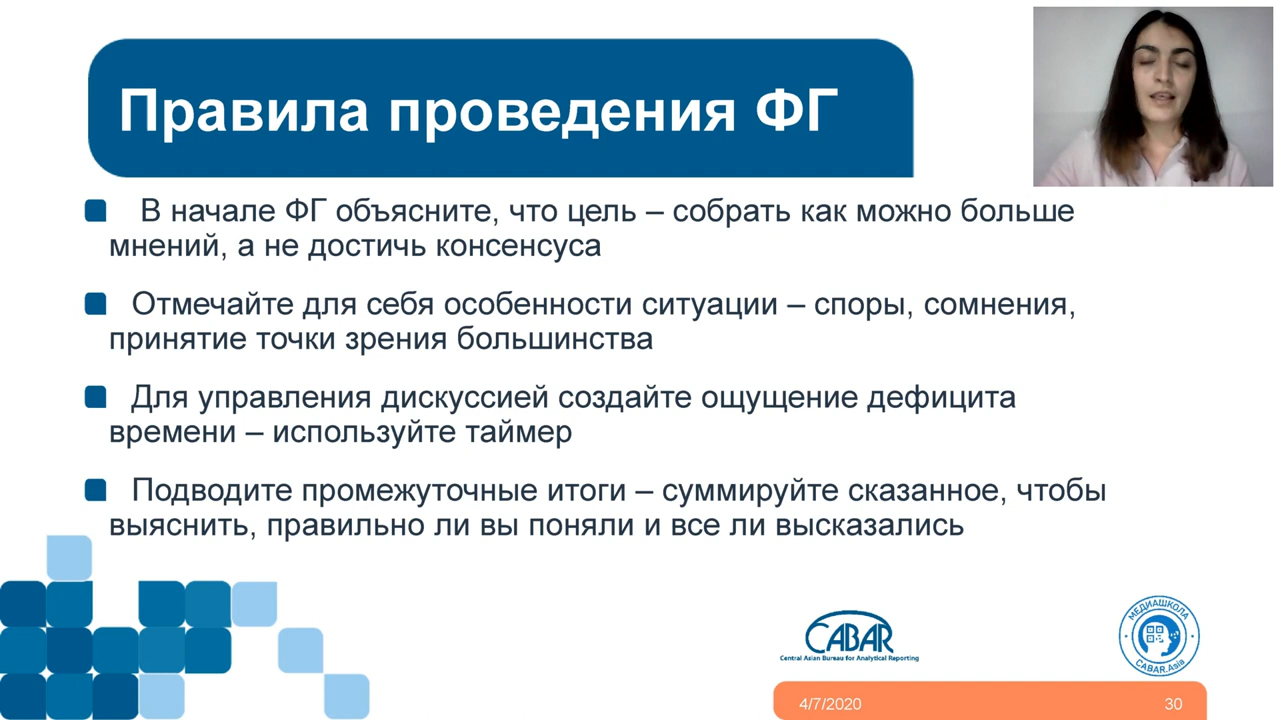 Правила проведения ФГ
В начале ФГ объясните, что цель – собрать как можно больше
мнений, а не достичь консенсуса
Отмечайте для себя особенности ситуации – споры, сомнения,
принятие точки зрения большинства
Для управления дискуссией создайте ощущение дефицита
времени – используйте таймер
Подводите промежуточные итоги – суммируйте сказанное, чтобы
выяснить, правильно ли вы поняли и все ли высказались
CABAR
Central Asian Bureau for Analytical Reporting
МЕДИАШКОЛА
CABAR.Asia
4/7/2020
30